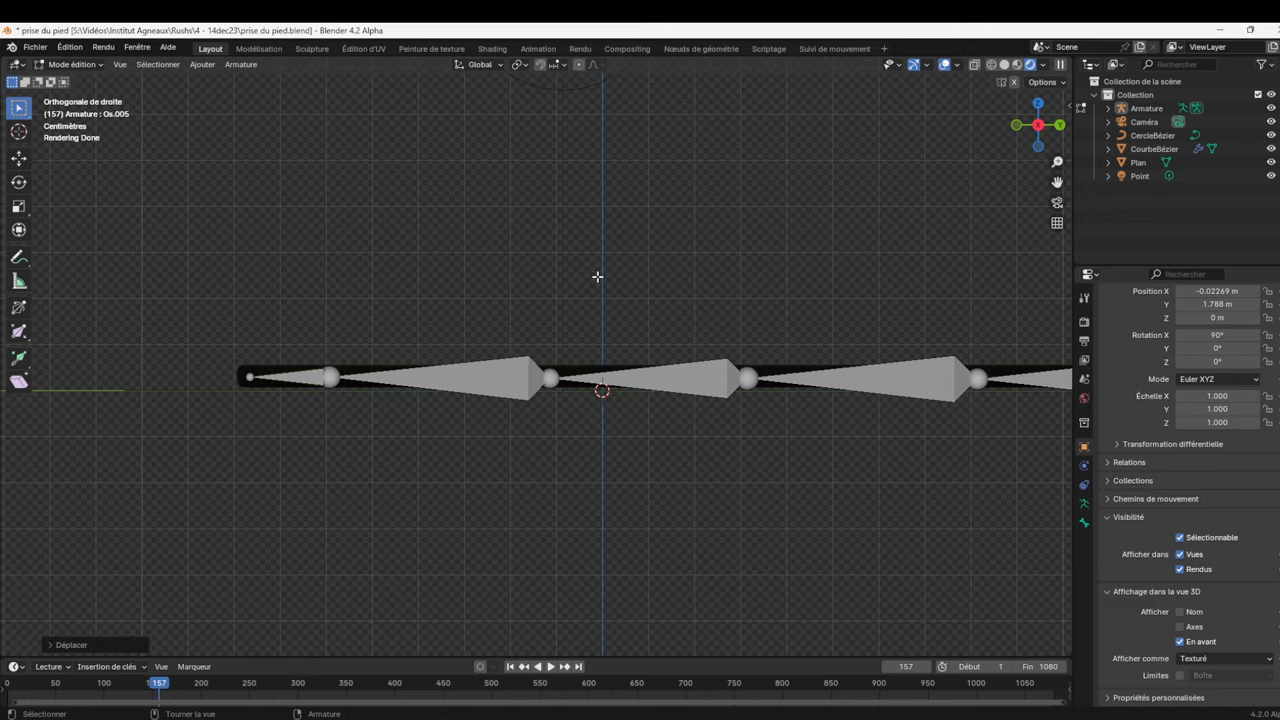 * prise du pied [S:\Vidéos\Institut Agneaux\Rushs\4 - 14dec23\prise du pied.blend] - Blender 4.2 Alpha
Fichier Édition Rendu Fenêtre Aide Layout Modélisation Sculpture Édition d'UV Peinture de texture Shading Animation Rendu Compositing Nœuds de géométrie Scriptage Suivi de mouvement + Scene ViewLayer
Mode édition Vue Sélectionner Ajouter Armature Global Rechercher
X Options
Collection de la scène
Collection
Armature
Caméra
CercleBézier
CourbeBézier
Plan
Point
Orthogonale de droite
(157) Armature : Os.005
Centimètres
Rendering Done
Z
X
Y
Rechercher
Position X -0.02269 m
Y 1.788 m
Z 0 m
Rotation X 90°
Y 0°
Z 0°
Mode Euler XYZ
Échelle X 1.000
Y 1.000
Z 1.000
Transformation différentielle
Relations
Collections
Chemins de mouvement
Visibilité
Sélectionnable
Afficher dans Vues
Rendus
Affichage dans la vue 3D
Afficher Nom
Axes
En avant
Afficher comme Texturé
Limites Boîte
Propriétés personnalisées
Déplacer
Lecture Insertion de clés Vue Marqueur 157 Début 1 Fin 1080
0 50 100 157 200 250 300 350 400 450 500 550 600 650 700 750 800 850 900 950 1000 1050
Sélectionner Tourner la vue Armature 4.2.0 Alp